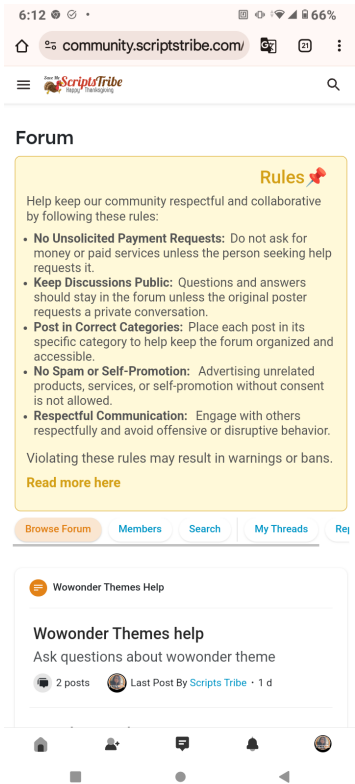 6:12
66%
community.scriptstribe.com/
21
Save Me
ScriptsTribe
Happy Thanksgiving
Forum
Rules📌
Help keep our community respectful and collaborative
by following these rules:
• No Unsolicited Payment Requests: Do not ask for
money or paid services unless the person seeking help
requests it.
• Keep Discussions Public: Questions and answers
should stay in the forum unless the original poster
requests a private conversation.
• Post in Correct Categories: Place each post in its
specific category to help keep the forum organized and
accessible.
• No Spam or Self-Promotion: Advertising unrelated
products, services, or self-promotion without consent
is not allowed.
• Respectful Communication: Engage with others
respectfully and avoid offensive or disruptive behavior.
Violating these rules may result in warnings or bans.
Read more here
Browse Forum Members Search My Threads Rep
Wowonder Themes Help
Wowonder Themes help
Ask questions about wowonder theme
2 posts Last Post By Scripts Tribe • 1 d